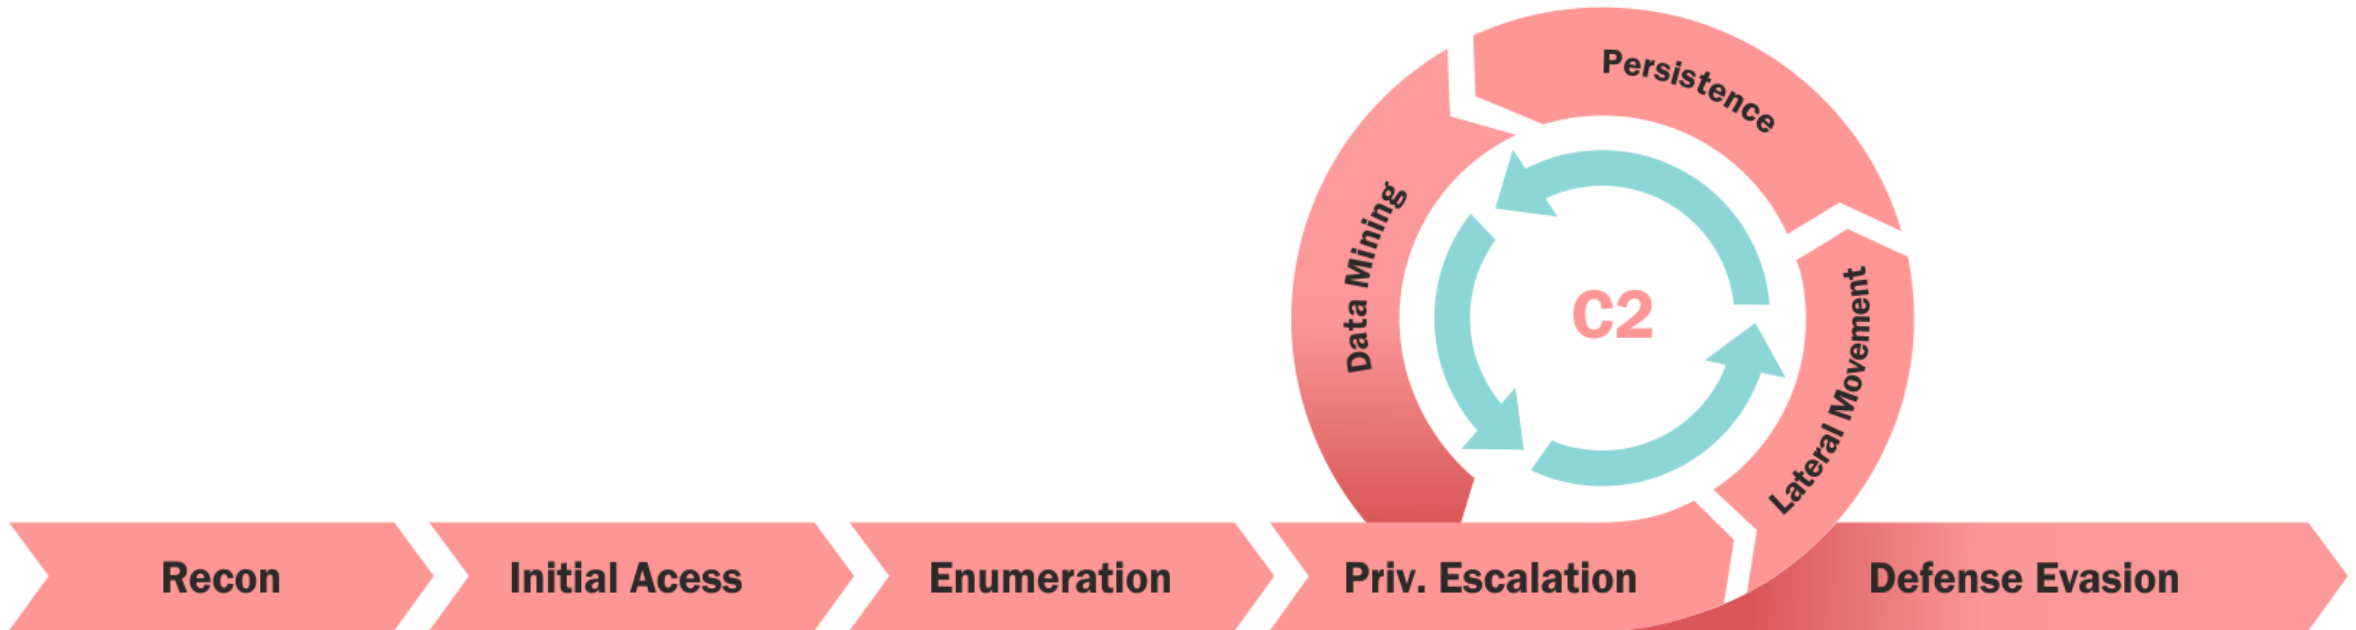 Recon
Initial Acess
Enumeration
Priv. Escalation
Lateral Movement
Persistence
Data Mining
C2
Defense Evasion